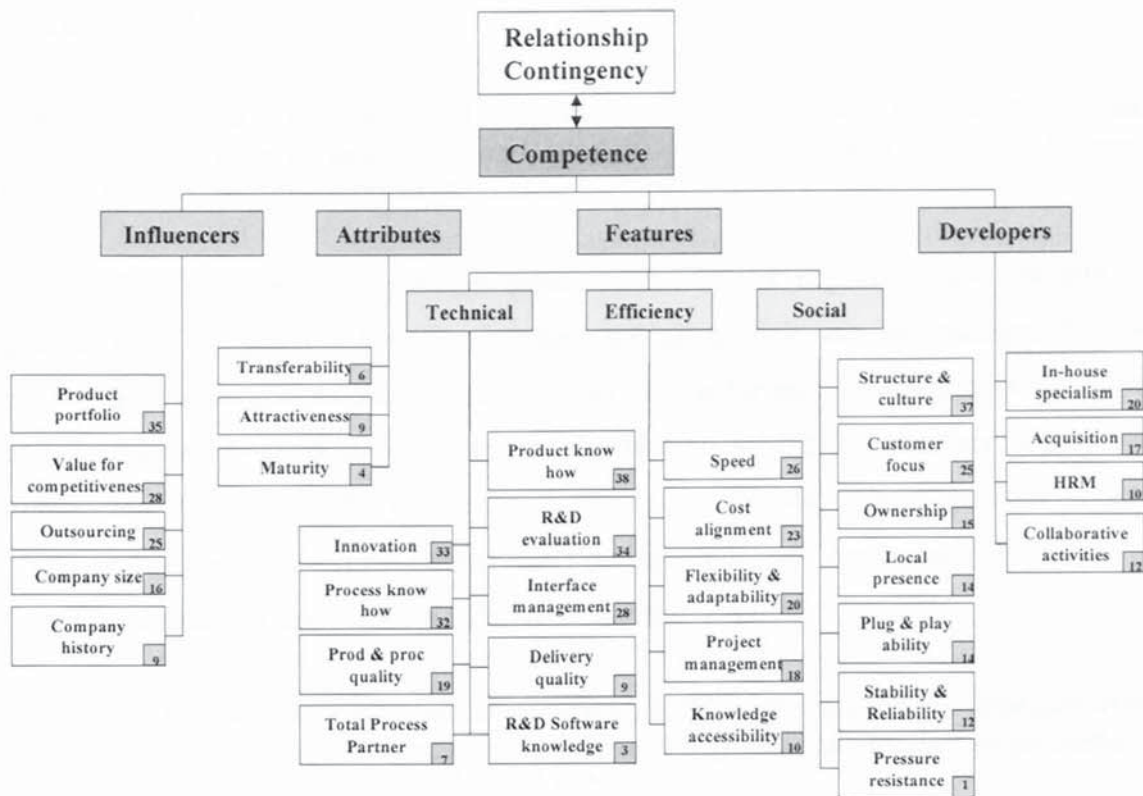 Relationship
Contingency
Competence
Influencers
Attributes
Features
Developers
Technical
Efficiency
Social
Product
portfolio
35
Value for
competitiveness
28
Outsourcing
25
Company size
16
Company
history
9
Transferability
6
Attractiveness
9
Maturity
4
Innovation
33
Process know
how
32
Prod & proc
quality
19
Total Process
Partner
7
Product know
how
38
R&D
evaluation
34
Interface
management
28
Delivery
quality
9
R&D Software
knowledge
3
Speed
26
Cost
alignment
23
Flexibility &
adaptability
20
Project
management
18
Knowledge
accessibility
10
Structure &
culture
37
Customer
focus
25
Ownership
15
Local
presence
14
Plug & play
ability
14
Stability &
Reliability
12
Pressure
resistance
1
In-house
specialism
20
Acquisition
17
HRM
10
Collaborative
activities
12